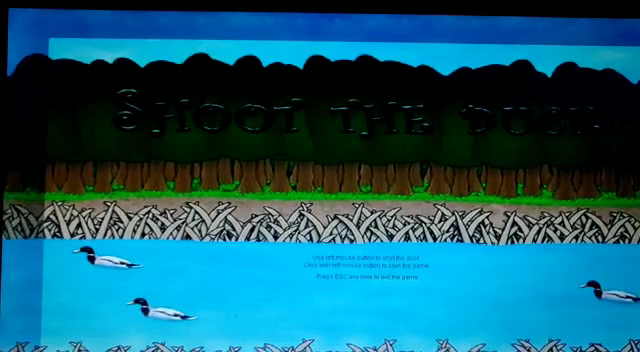 Shoot the Duck
Use left mouse button to shot the duck.
Click with left mouse button to start the game.
Press ESC any time to exit the game.